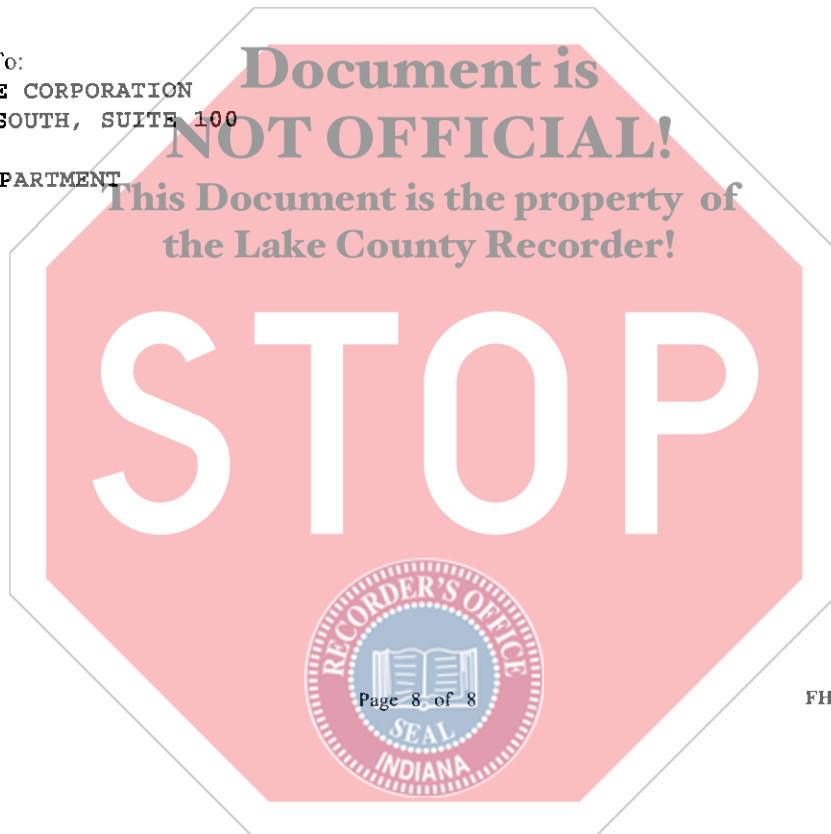 To:
E CORPORATION
SOUTH, SUITE 100
PARTMENT
Document is
NOT OFFICIAL!
This Document is the property of
the Lake County Recorder!
STOP
RECORDER'S OFFICE
Page 8 of 8
FH
SEAL
INDIANA